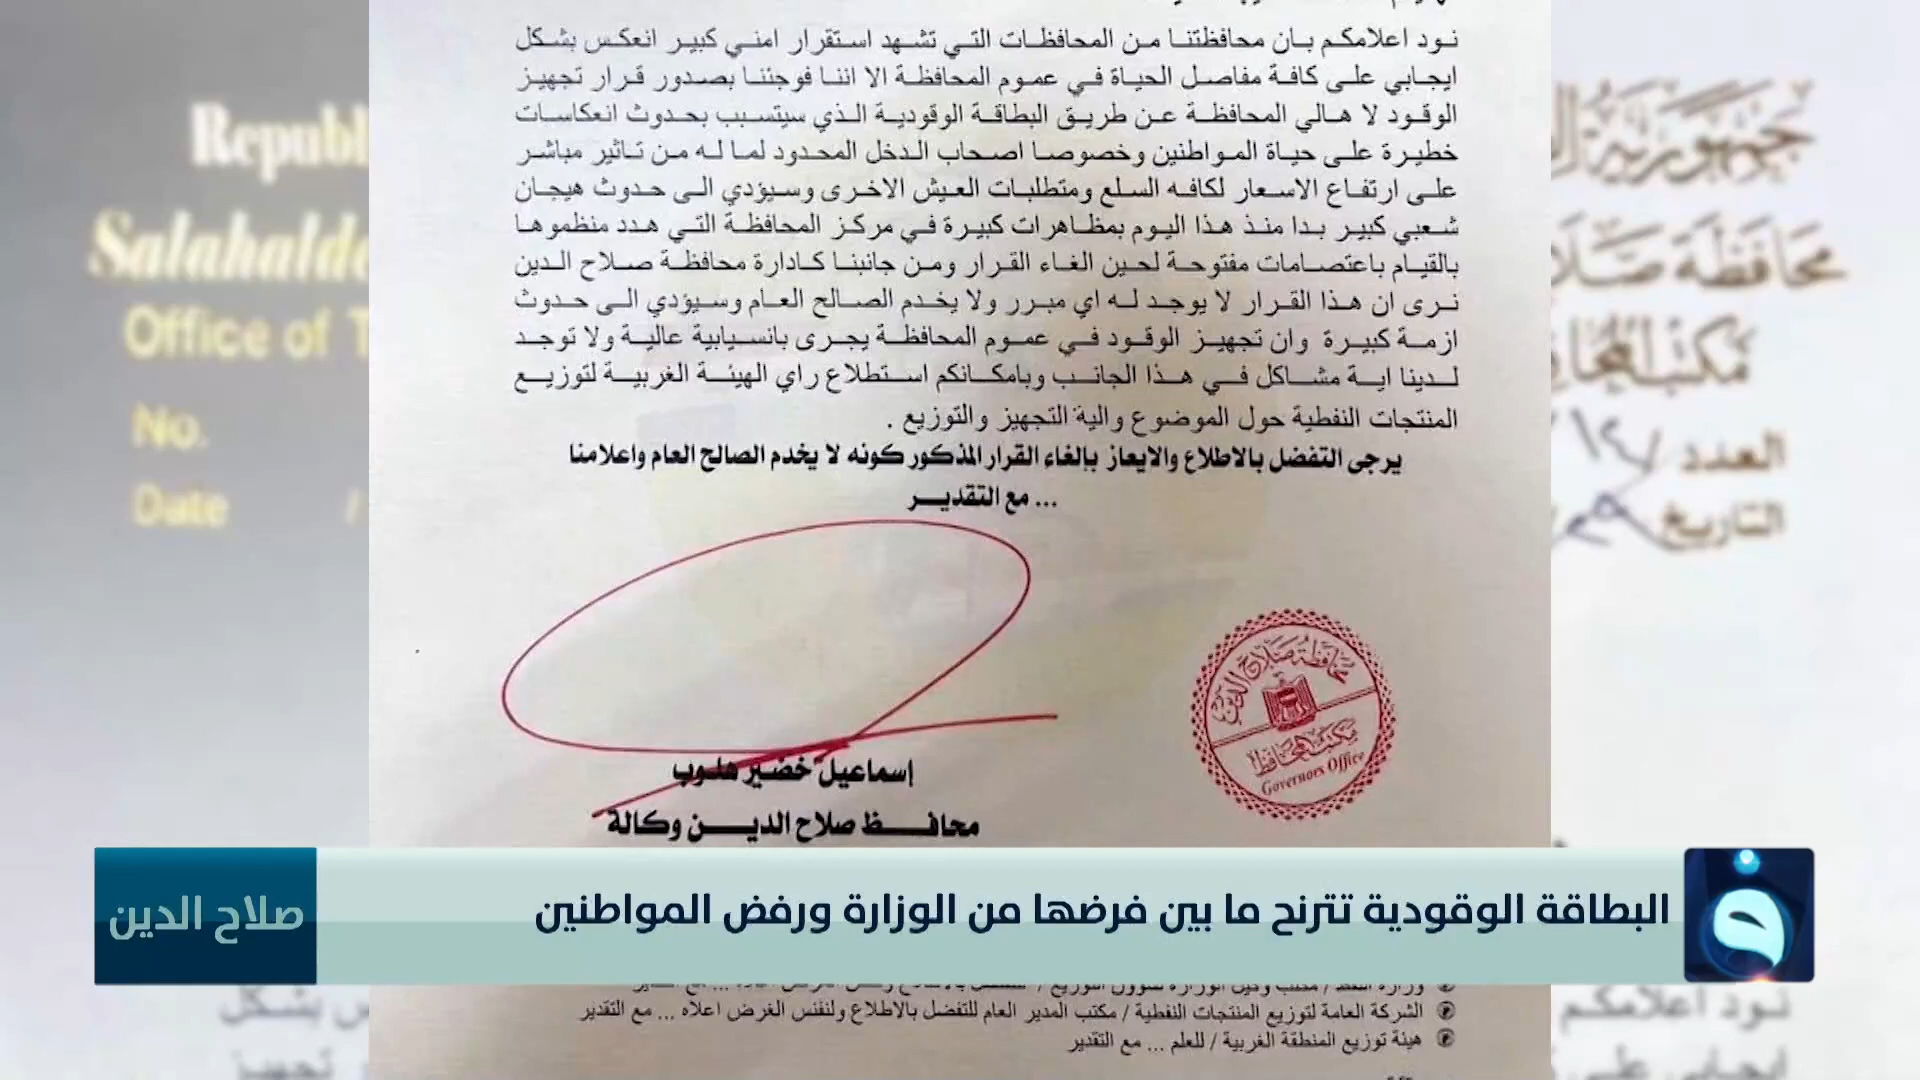 نود اعلامكم بان محافظتنا من المحافظات التي تشهد استقرار امني كبير انعكس بشكل
ايجابي على كافة مفاصل الحياة في عموم المحافظة الا اننا فوجئنا بصدور قرار تجهيز
الوقود لا هالي المحافظة عن طريق البطاقة الوقودية الذي سيتسبب بحدوث انعكاسات
خطيرة على حياة المواطنين وخصوصا اصحاب الدخل المحدود لما له من تاثير مباشر
على ارتفاع الاسعار لكافه السلع ومتطلبات العيش الاخرى وسيؤدي الى حدوث هيجان
شعبي كبير بدا منذ هذا اليوم بمظاهرات كبيرة في مركز المحافظة التي هدد منظموها
بالقيام باعتصامات مفتوحة لحين الغاء القرار ومن جانبنا كادارة محافظة صلاح الدين
نرى ان هذا القرار لا يوجد له اي مبرر ولا يخدم الصالح العام وسيؤدي الى حدوث
ازمة كبيرة وان تجهيز الوقود في عموم المحافظة يجرى بانسيابية عالية ولا توجد
لدينا اية مشاكل في هذا الجانب وبامكانكم استطلاع راي الهيئة الغربية لتوزيع
المنتجات النفطية حول الموضوع والية التجهيز والتوزيع .
يرجى التفضل بالاطلاع والايعاز بإلغاء القرار المذكور كونه لا يخدم الصالح العام واعلامنا
... مع التقدير
محافظة صلاح الدين
مكتب المحافظ
Governors Office
إسماعيل خضير هلوب
محافظ صلاح الدين وكالة
البطاقة الوقودية تترنح ما بين فرضها من الوزارة ورفض المواطنين
صلاح الدين
الشركة العامة لتوزيع المنتجات النفطية / مكتب المدير العام للتفضل بالاطلاع ولنفس الغرض اعلاه ... مع التقدير
هيئة توزيع المنطقة الغربية / للعلم ... مع التقدير
Office of
No.
Date /
العدد
التاريخ
نود اعلامكم